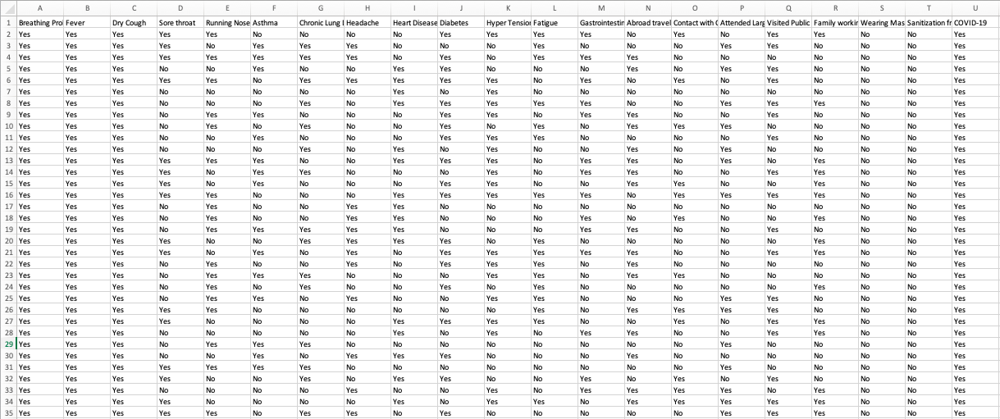 A B C D E F G H I J K L M N O P Q R S T U
1 Breathing Pro Fever Dry Cough Sore throat Running Nose Asthma Chronic Lung Headache Heart Disease Diabetes Hyper Tension Fatigue Gastrointestin Abroad travel Contact with C Attended Larg Visited Public Family workin Wearing Mas Sanitization fr COVID-19
2 Yes Yes Yes Yes Yes No No No No Yes Yes Yes Yes No Yes No Yes Yes No No Yes
3 Yes Yes Yes Yes No Yes Yes Yes No No No Yes No No No Yes Yes No No No Yes
4 Yes Yes Yes Yes Yes Yes Yes Yes No Yes No Yes Yes Yes No No No No No No Yes
5 Yes Yes Yes No No Yes No No Yes Yes No No No Yes No Yes Yes No No No Yes
6 Yes Yes Yes Yes Yes No Yes Yes Yes Yes Yes No Yes No Yes No Yes No No No Yes
7 Yes Yes Yes No No No No No Yes No Yes No No No No No No Yes No No Yes
8 Yes Yes Yes No No No Yes No Yes Yes Yes Yes Yes No No Yes Yes Yes No No Yes
9 Yes Yes Yes No Yes Yes No No No Yes Yes No Yes Yes No No No Yes No No Yes
10 Yes Yes Yes No Yes No Yes No No Yes No Yes No Yes Yes Yes No No No No Yes
11 Yes Yes Yes No No Yes No No No Yes Yes Yes No No No No Yes No No No Yes
12 Yes Yes Yes No No No Yes No Yes No Yes No No Yes No Yes No No No No Yes
13 Yes Yes Yes Yes Yes Yes No No Yes Yes Yes No Yes Yes No Yes No Yes No No Yes
14 Yes Yes Yes Yes No Yes Yes No No No Yes Yes Yes Yes No No Yes Yes No No Yes
15 Yes Yes Yes Yes No Yes No No No Yes Yes No No No Yes No No Yes No No Yes
16 Yes Yes Yes Yes Yes No No No Yes Yes Yes Yes Yes No Yes Yes Yes Yes No No Yes
17 Yes Yes Yes No Yes No No Yes Yes No No No No No No No No Yes No No Yes
18 Yes Yes Yes No Yes No No Yes Yes No No No Yes No Yes No No Yes No No Yes
19 Yes Yes Yes No Yes Yes Yes Yes Yes No No Yes Yes Yes No No Yes No No No Yes
20 Yes Yes Yes Yes No No Yes Yes Yes Yes No Yes No No No No No No No No Yes
21 Yes Yes Yes Yes No Yes No Yes No Yes Yes Yes Yes No No No Yes Yes No No Yes
22 Yes Yes Yes No Yes No No Yes No Yes Yes Yes No Yes No No No No No No Yes
23 Yes Yes Yes No Yes Yes Yes No No No Yes Yes No Yes Yes No No No No No Yes
24 Yes Yes Yes No Yes No Yes No No Yes No Yes No No No No No Yes No No Yes
25 Yes Yes Yes No Yes Yes No Yes No No Yes Yes No No No Yes Yes No No No Yes
26 Yes Yes Yes Yes Yes No No No No No No Yes No Yes Yes Yes Yes No No No Yes
27 Yes Yes Yes Yes No No No No Yes Yes Yes Yes No No Yes No No No No No Yes
28 Yes Yes Yes No No No No No Yes No Yes No Yes Yes No No Yes Yes No No Yes
29 Yes Yes Yes No Yes Yes Yes No No No No No No No No Yes No No No No Yes
30 Yes Yes Yes No No Yes No Yes Yes Yes No No No Yes No No No No No No Yes
31 Yes Yes Yes Yes Yes Yes Yes No No No No No No No No Yes No No No No Yes
32 Yes Yes Yes Yes No No Yes No Yes Yes No No Yes No Yes No Yes No No No Yes
33 Yes Yes Yes No No No No Yes No No Yes No No Yes Yes Yes No Yes No No Yes
34 Yes Yes Yes Yes Yes No No No Yes No Yes Yes No Yes Yes Yes Yes Yes No No Yes
35 Yes Yes Yes Yes No No Yes Yes No Yes No No No No No Yes Yes Yes No No Yes